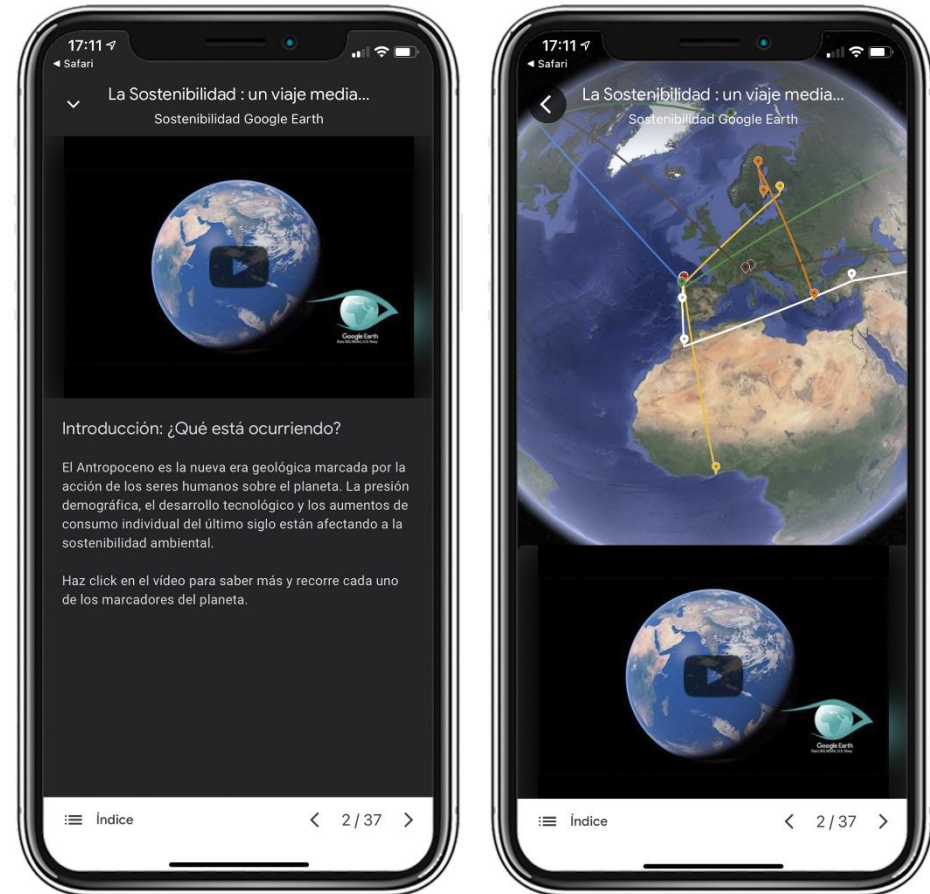 17:11
◀ Safari
La Sostenibilidad : un viaje media...
Sostenibilidad Google Earth
Google Earth
Introducción: ¿Qué está ocurriendo?
El Antropoceno es la nueva era geológica marcada por la
acción de los seres humanos sobre el planeta. La presión
demográfica, el desarrollo tecnológico y los aumentos de
consumo individual del último siglo están afectando a la
sostenibilidad ambiental.
Haz click en el vídeo para saber más y recorre cada uno
de los marcadores del planeta.
Índice
2 / 37
17:11
◀ Safari
La Sostenibilidad : un viaje media...
Sostenibilidad Google Earth
Google Earth
Índice
2 / 37